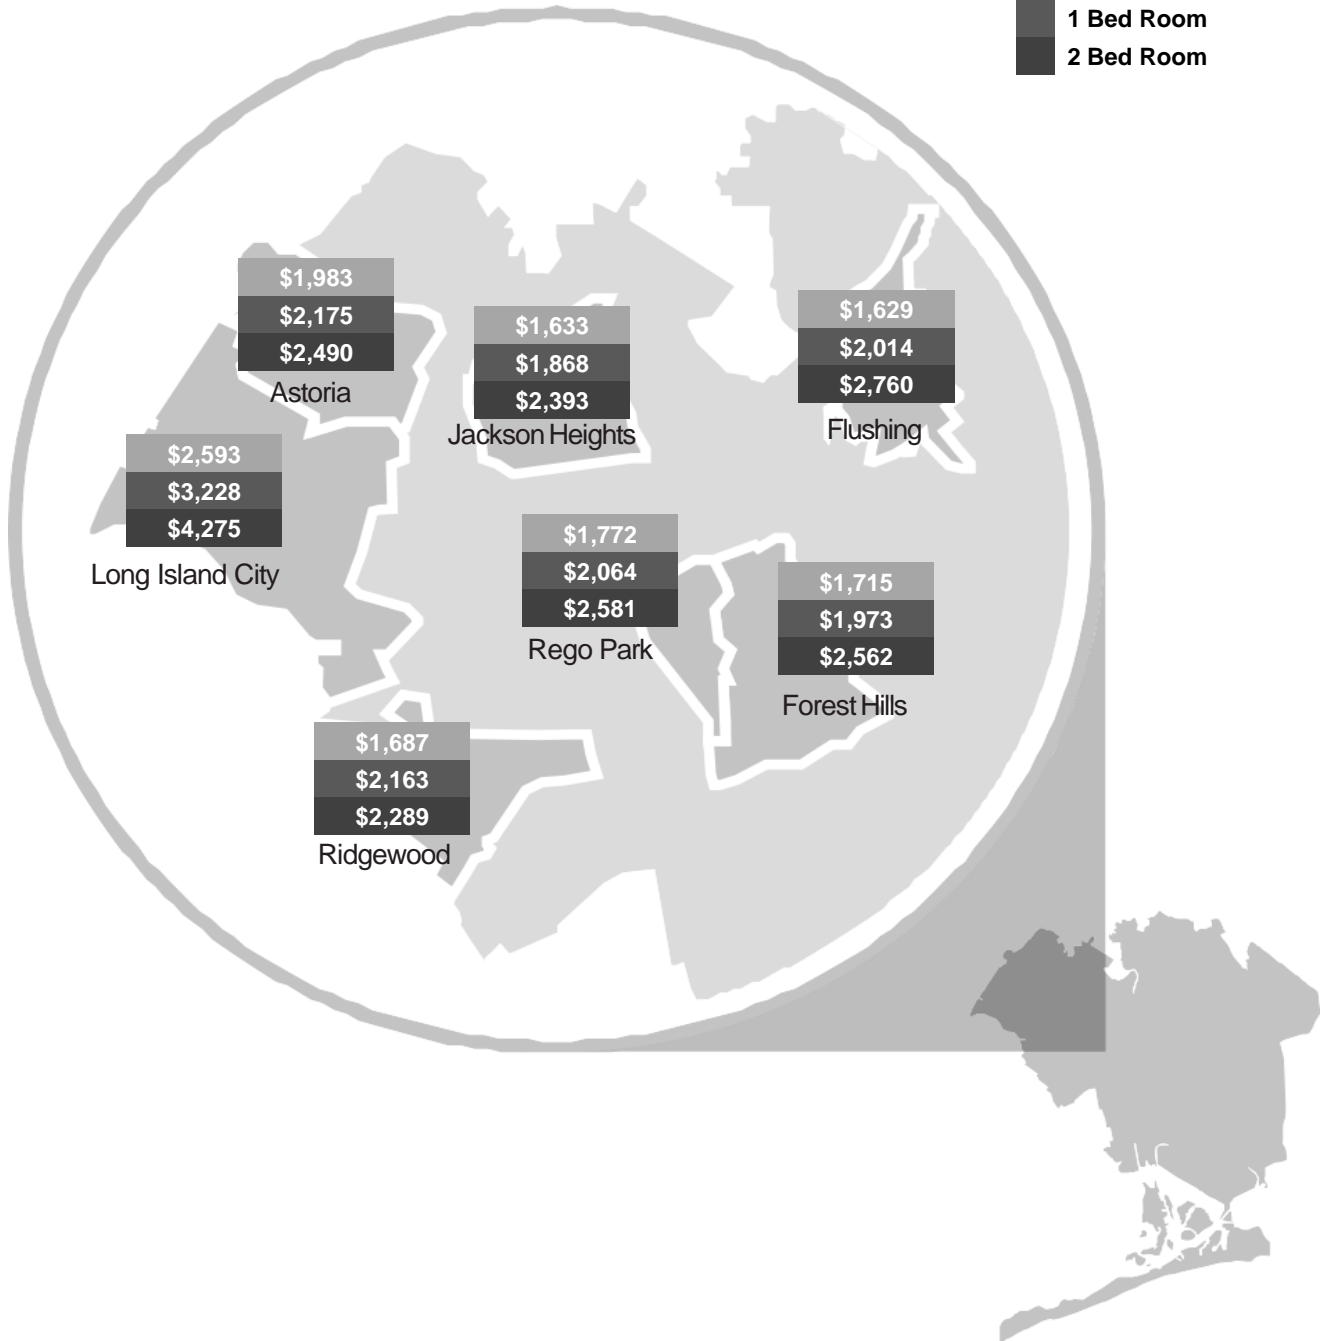 1 Bed Room
2 Bed Room
$1,983
$2,175
$2,490
Astoria
$1,633
$1,868
$2,393
Jackson Heights
$1,629
$2,014
$2,760
Flushing
$2,593
$3,228
$4,275
Long Island City
$1,772
$2,064
$2,581
Rego Park
$1,715
$1,973
$2,562
Forest Hills
$1,687
$2,163
$2,289
Ridgewood